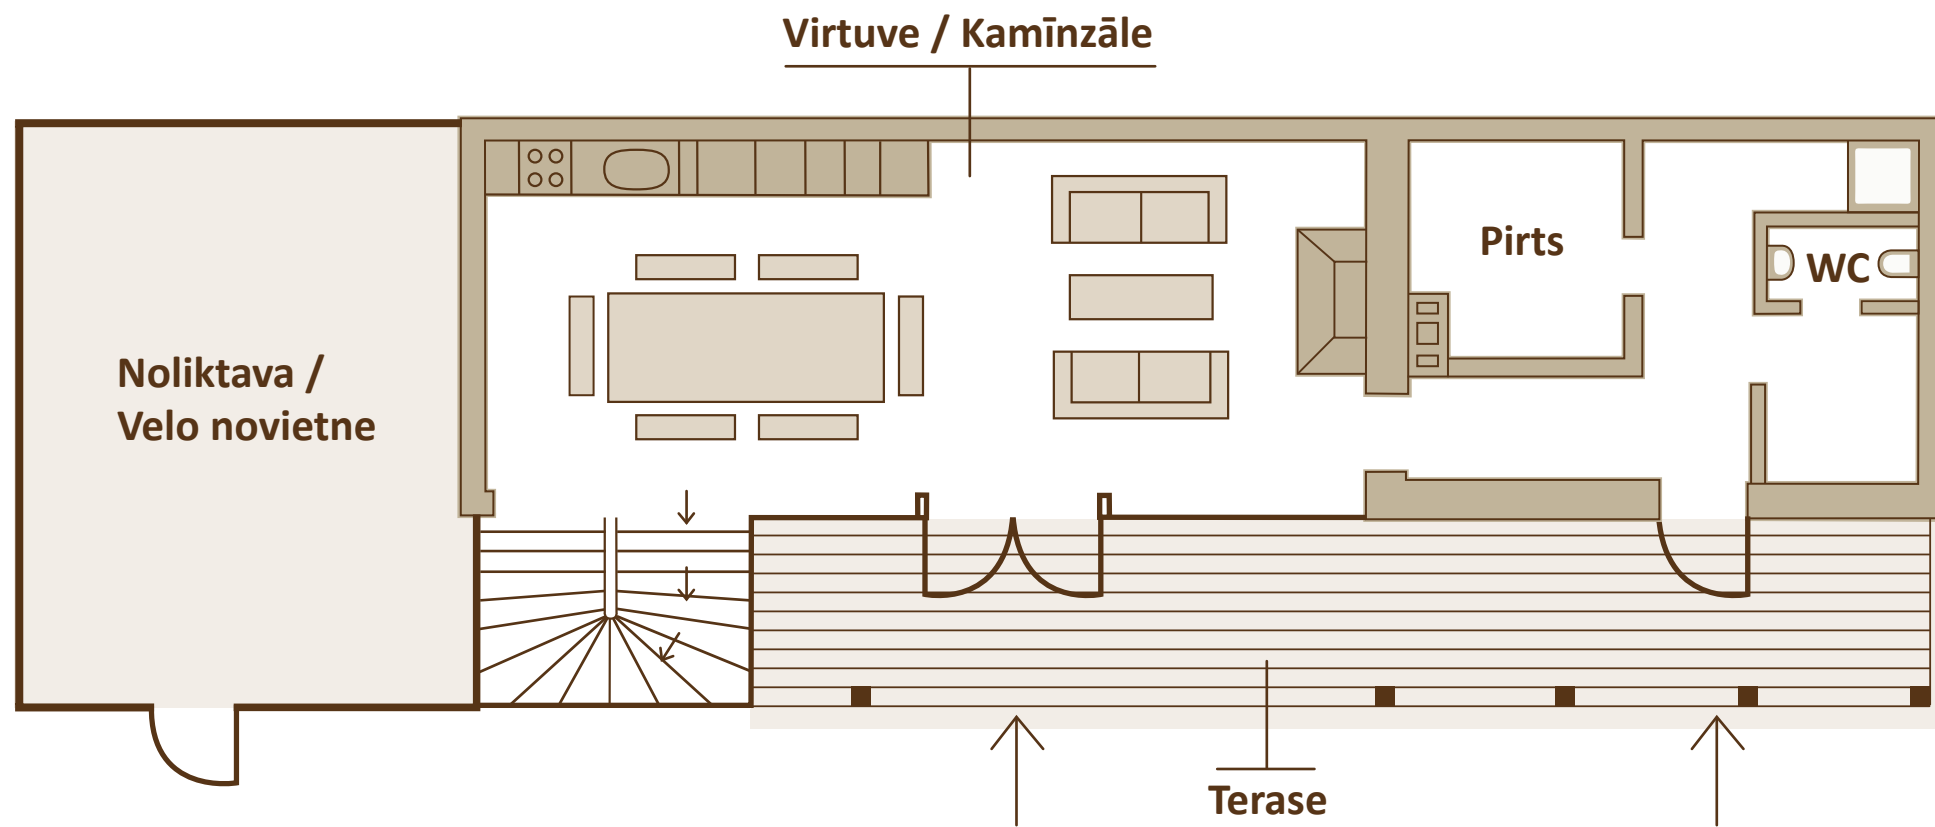 Virtuve / Kamīnzāle
Pirts
WC
Noliktava /
Velo novietne
Terase